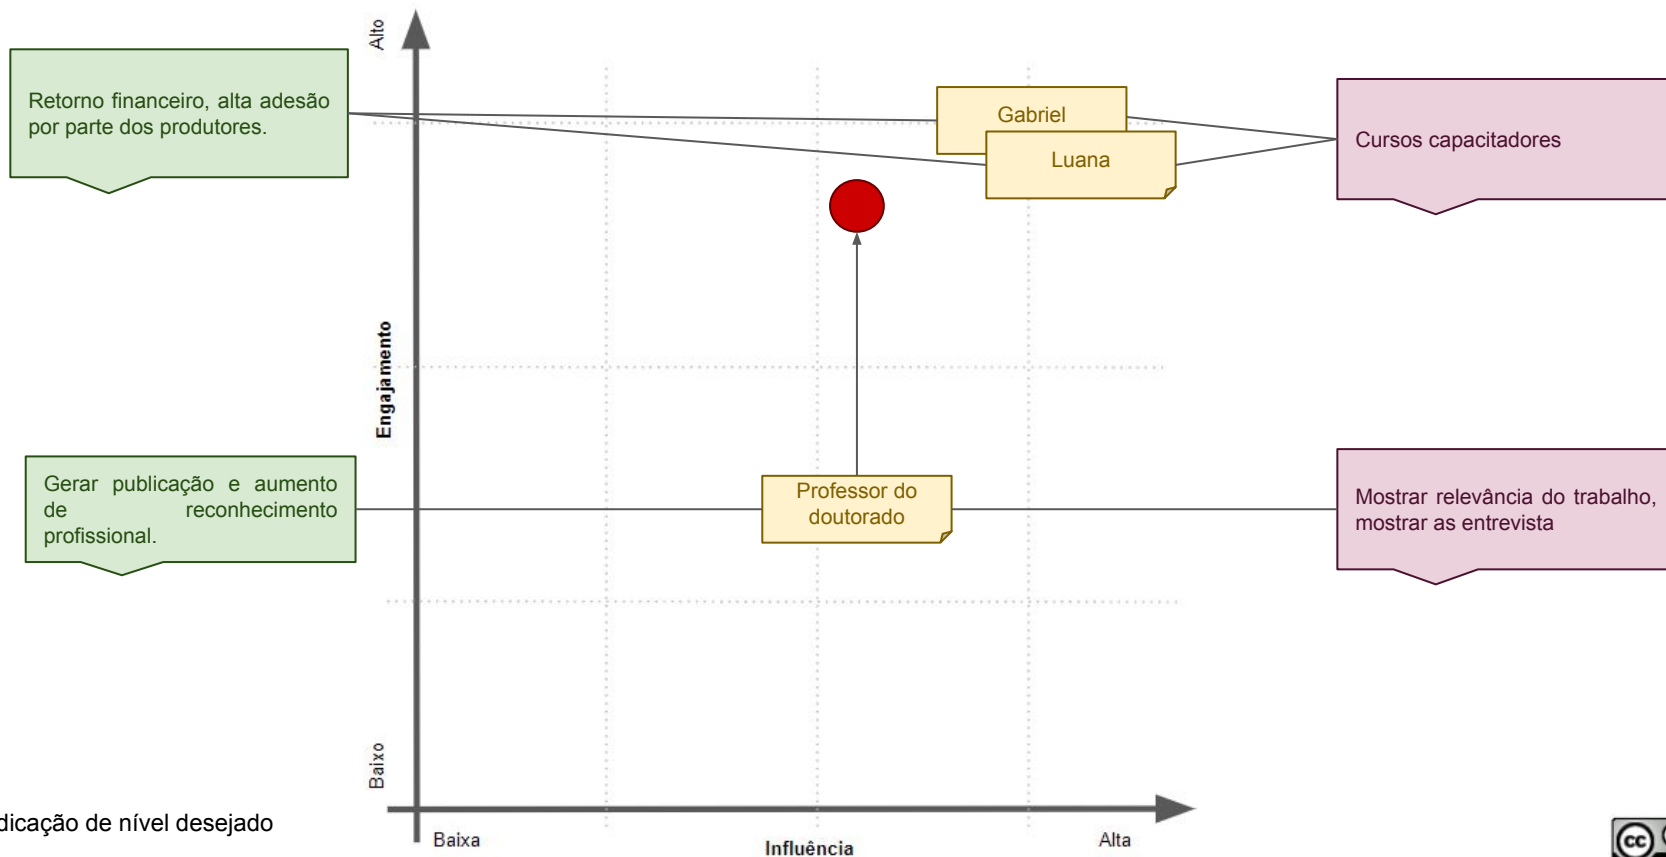 Alto
Retorno financeiro, alta adesão
por parte dos produtores.
Gabriel
Luana
Cursos capacitadores
Engajamento
Gerar publicação e aumento
de reconhecimento
profissional.
Professor do
doutorado
Mostrar relevância do trabalho,
mostrar as entrevista
Baixo
dicação de nível desejado
Baixa
Influência
Alta
cc